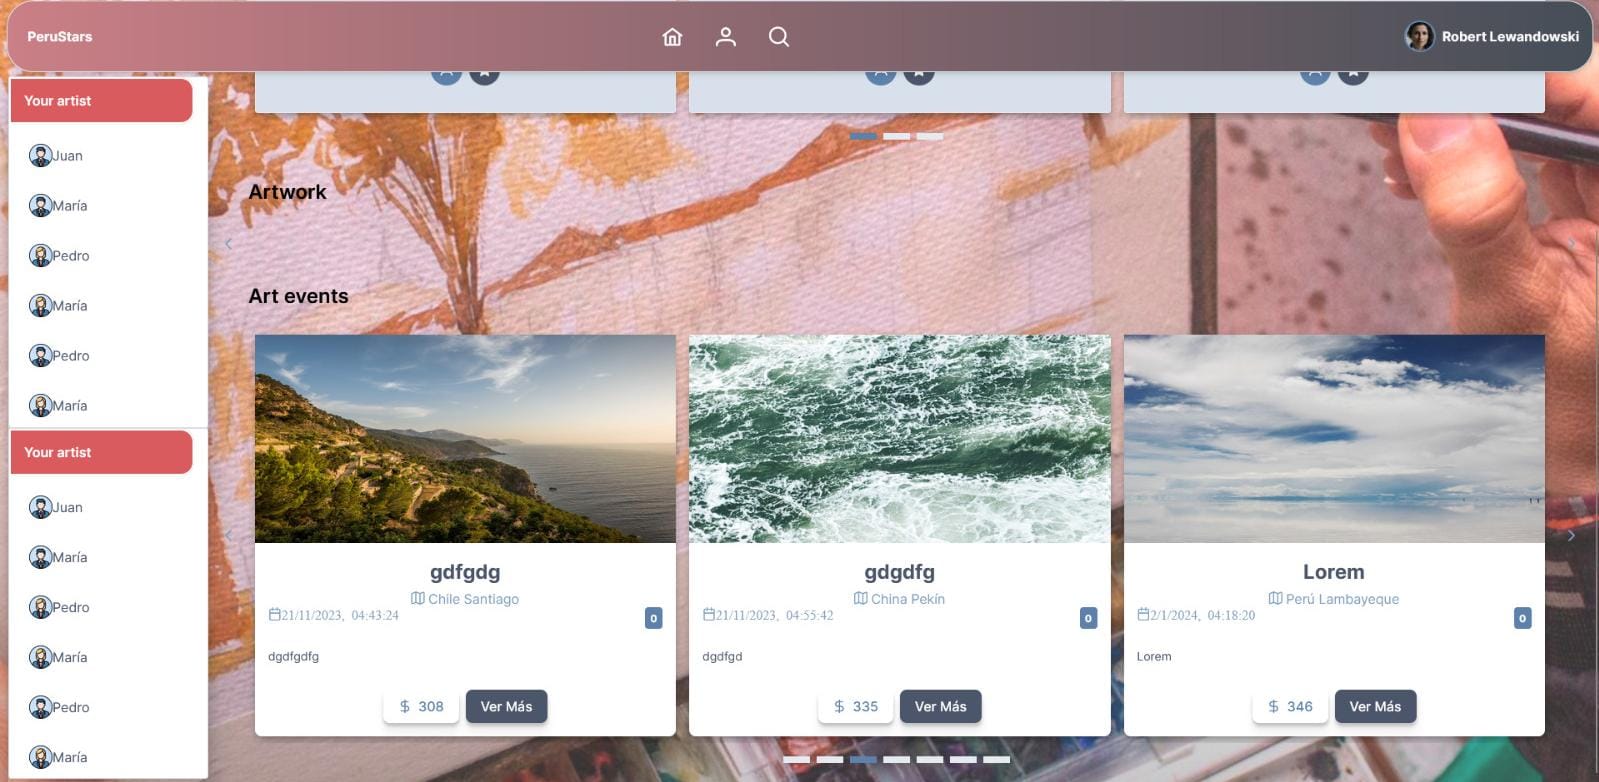 PeruStars
Robert Lewandowski
Your artist
Juan
María
Pedro
María
Pedro
María
Your artist
Juan
María
Pedro
María
Pedro
María
Artwork
Art events
gdfgdg
Chile Santiago
21/11/2023, 04:43:24
0
dgdfgdfg
$ 308
Ver Más
gdgdfg
China Pekín
21/11/2023, 04:55:42
0
dgdfgd
$ 335
Ver Más
Lorem
Perú Lambayeque
2/1/2024, 04:18:20
0
Lorem
$ 346
Ver Más